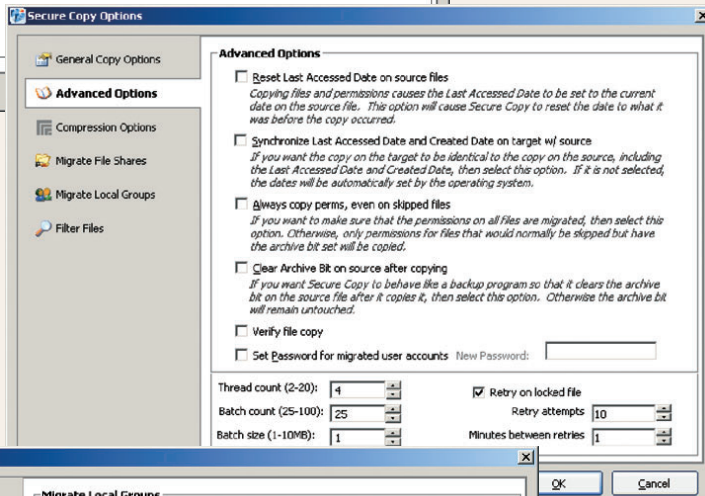 Secure Copy Options
General Copy Options
Advanced Options
Compression Options
Migrate File Shares
Migrate Local Groups
Filter Files
Advanced Options
Reset Last Accessed Date on source files
Copying files and permissions causes the Last Accessed Date to be set to the current
date on the source file. This option will cause Secure Copy to reset the date to what it
was before the copy occurred.
Synchronize Last Accessed Date and Created Date on target w/ source
If you want the copy on the target to be identical to the copy on the source, including
the Last Accessed Date and Created Date, then select this option. If it is not selected,
the dates will be automatically set by the operating system.
Always copy perms, even on skipped files
If you want to make sure that the permissions on all files are migrated, then select this
option. Otherwise, only permissions for files that would normally be skipped but have
the archive bit set will be copied.
Clear Archive Bit on source after copying
If you want Secure Copy to behave like a backup program so that it clears the archive
bit on the source file after it copies it, then select this option. Otherwise the archive bit
will remain untouched.
Verify file copy
Set Password for migrated user accounts New Password:
Thread count (2-20): 4
Retry on locked file
Batch count (25-100): 25
Retry attempts 10
Batch size (1-10MB): 1
Minutes between retries 1
OK Cancel
Migrate Local Groups